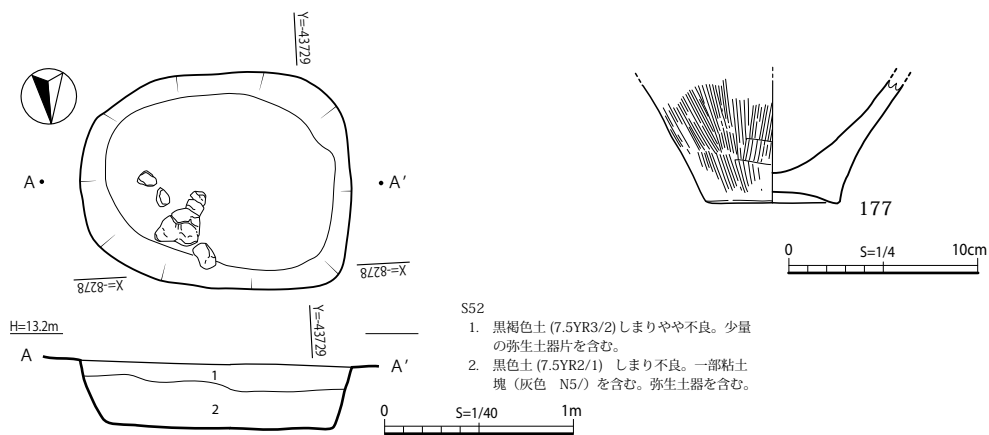 Y=-43729
A
A′
177
X=-8278
X=-8278
0
S=1/4
10cm
H=13.2m
Y=-43729
A
A′
1
2
S52
1. 黒褐色土 (7.5YR3/2)しまりやや不良。少量
の弥生土器片を含む。
2. 黒色土 (7.5YR2/1) しまり不良。一部粘土
塊（灰色 N5/）を含む。弥生土器を含む。
0
S=1/40
1m